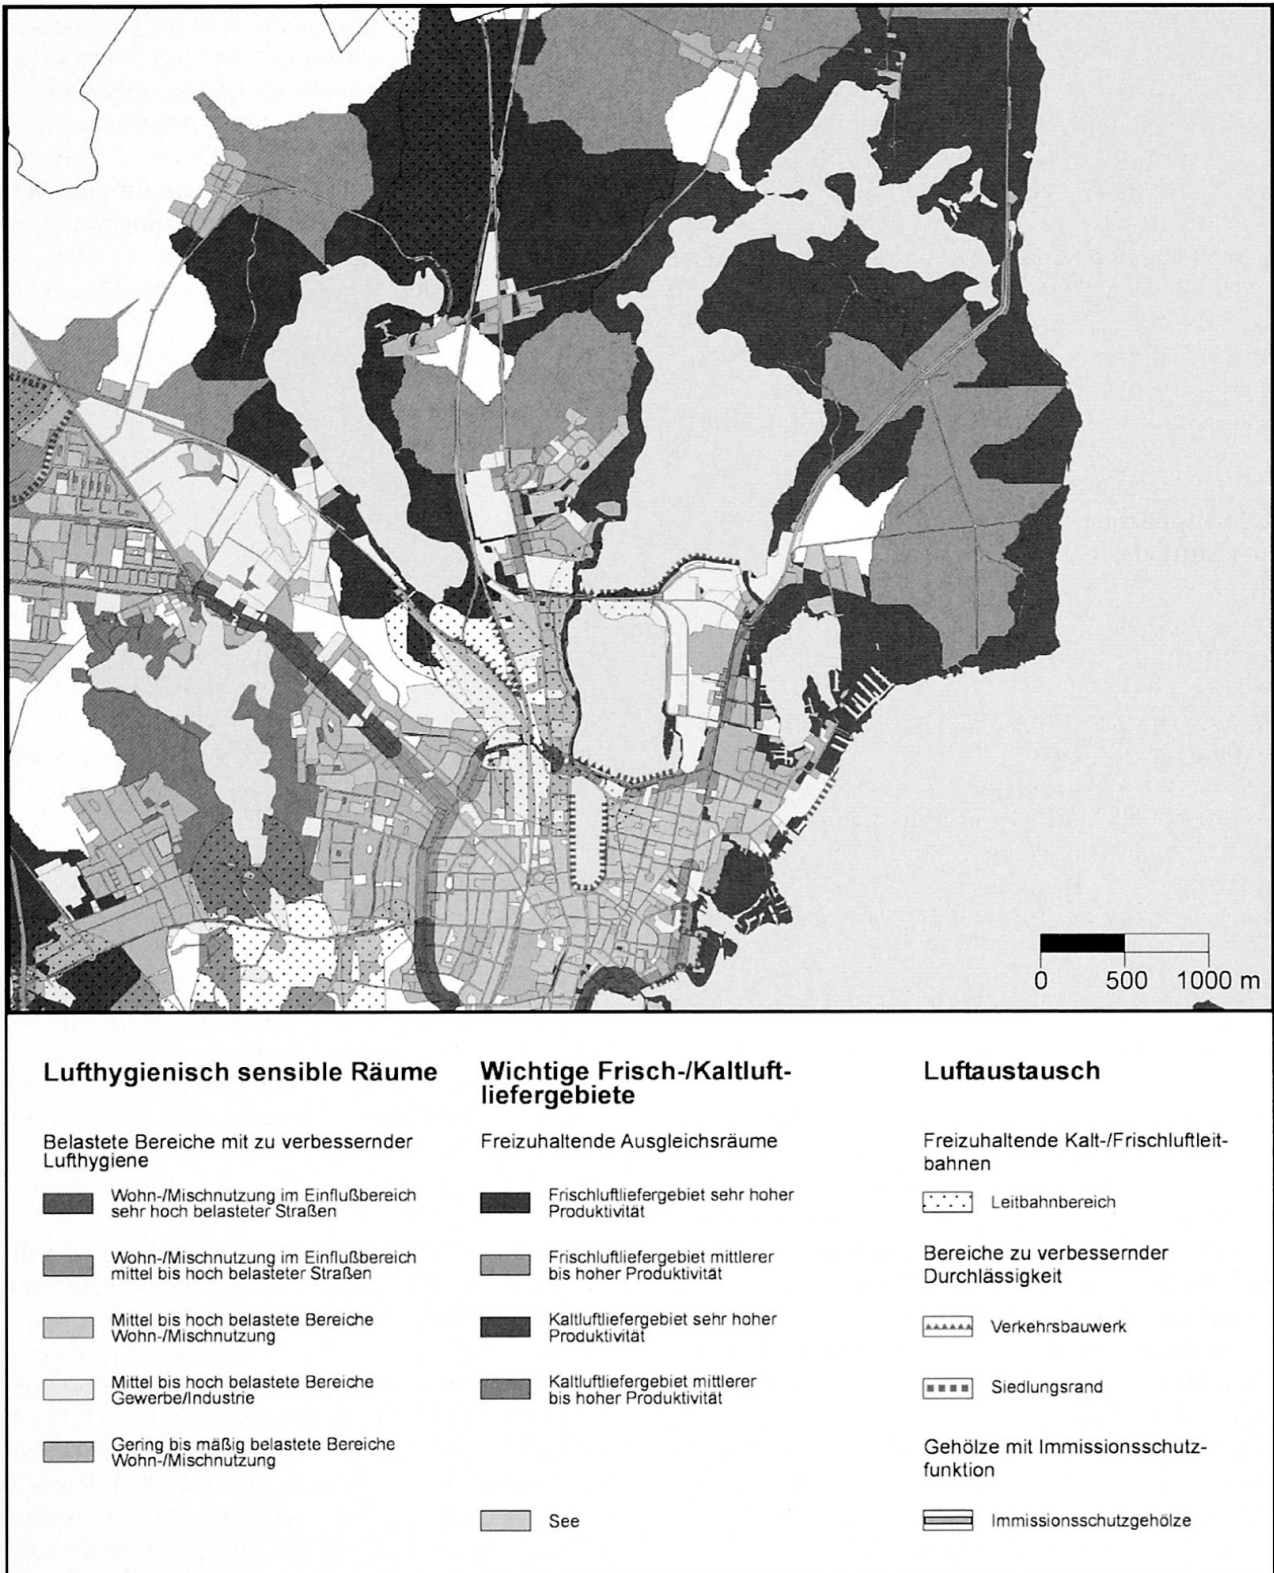 0 500 1000 m
Lufthygienisch sensible Räume
Belastete Bereiche mit zu verbessernder
Lufthygiene
Wohn-/Mischnutzung im Einflußbereich
sehr hoch belasteter Straßen
Wohn-/Mischnutzung im Einflußbereich
mittel bis hoch belasteter Straßen
Mittel bis hoch belastete Bereiche
Wohn-/Mischnutzung
Mittel bis hoch belastete Bereiche
Gewerbe/Industrie
Gering bis mäßig belastete Bereiche
Wohn-/Mischnutzung
Wichtige Frisch-/Kaltluft-
liefergebiete
Freizuhaltende Ausgleichsräume
Frischluftliefergebiet sehr hoher
Produktivität
Frischluftliefergebiet mittlerer
bis hoher Produktivität
Kaltluftliefergebiet sehr hoher
Produktivität
Kaltluftliefergebiet mittlerer
bis hoher Produktivität
See
Luftaustausch
Freizuhaltende Kalt-/Frischluftleit-
bahnen
Leitbahnbereich
Bereiche zu verbessernder
Durchlässigkeit
Verkehrsbauwerk
Siedlungsrand
Gehölze mit Immissionsschutz-
funktion
Immissionsschutzgehölze